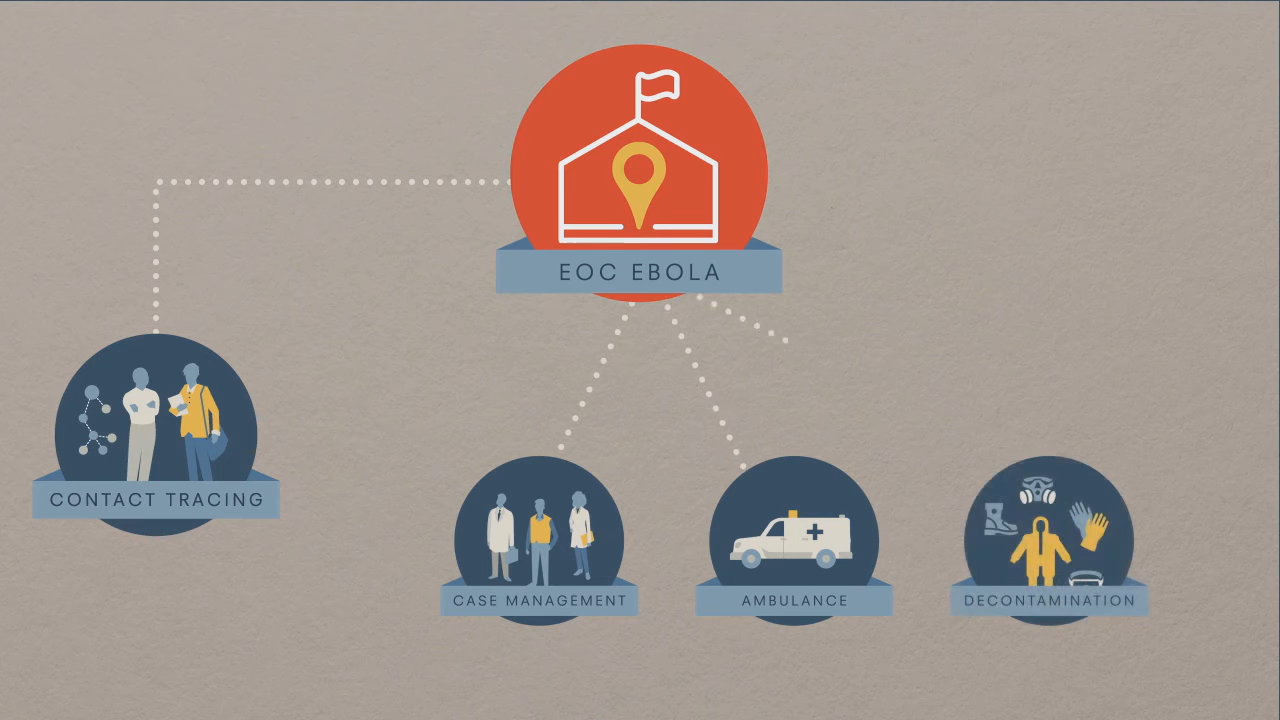 EOC EBOLA
CONTACT TRACING
CASE MANAGEMENT
AMBULANCE
DECONTAMINATION